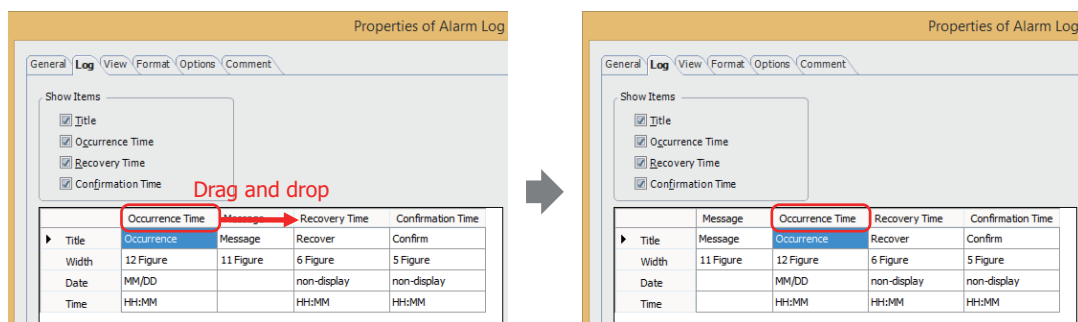 Properties of Alarm Log
General Log View Format Options Comment
Show Items
Title
Occurrence Time
Recovery Time
Confirmation Time
Drag and drop
Occurrence Time Message Recovery Time Confirmation Time
Title Occurrence Message Recover Confirm
Width 12 Figure 11 Figure 6 Figure 5 Figure
Date MM/DD non-display non-display
Time HH:MM HH:MM HH:MM
Properties of Alarm Log
General Log View Format Options Comment
Show Items
Title
Occurrence Time
Recovery Time
Confirmation Time
Message Occurrence Time Recovery Time Confirmation Time
Title Message Occurrence Recover Confirm
Width 11 Figure 12 Figure 6 Figure 5 Figure
Date MM/DD non-display non-display
Time HH:MM HH:MM HH:MM